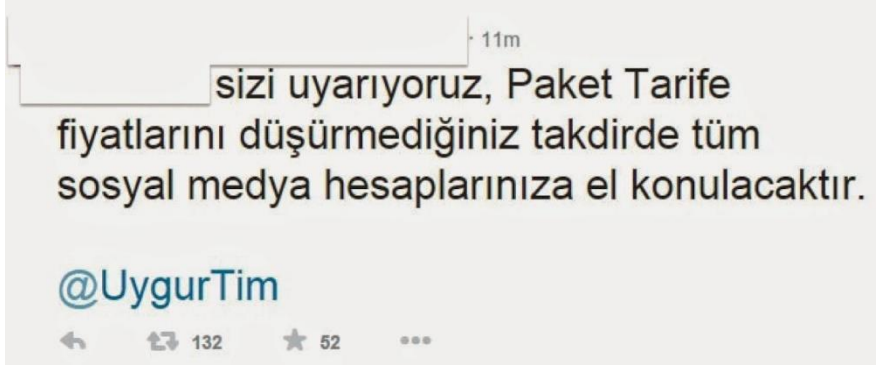 · 11m
sizi uyarıyoruz, Paket Tarife
fiyatlarını düşürmediğiniz takdirde tüm
sosyal medya hesaplarınıza el konulacaktır.
@UygurTim
132 52